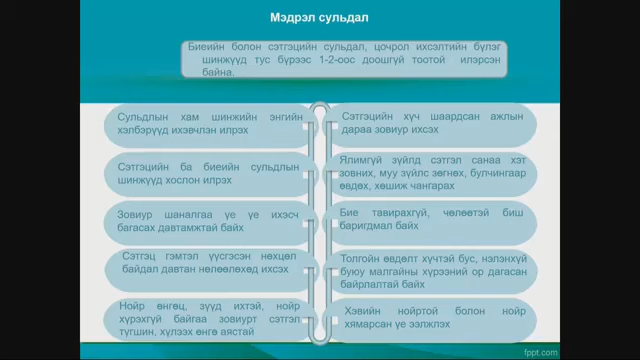 Мэдрэл сульдал
Биеийн болон сэтгэцийн сульдал, цочрол ихсэлтийн бүлэг
шинжүүд тус бүрээс 1-2-оос доошгүй тоотой илэрсэн
байна.
Сульдлын хам шинжийн энгийн
хэлбэрүүд ихэвчлэн илрэх
Сэтгэцийн ба биеийн сульдлын
шинжүүд хослон илрэх
Зовиур шаналгаа үе үе ихэсч
багасах давтамжтай байх
Сэтгэц гэмтэл үүсгэсэн нөхцөл
байдал давтан нөлөөлөхөд ихсэх
Нойр өнгөц, зүүд ихтэй, нойр
хүрэхгүй байгаа зовиурт сэтгэл
түгшин, хүлээх өнгө аястай
Сэтгэцийн хүч шаардсан ажлын
дараа зовиур ихсэх
Ялимгүй зүйлд сэтгэл санаа хэт
зовних, муу зүйлс зөгнөх, булчингаар
өвдөх, хөшиж чангарах
Бие тавирахгүй, чөлөөтэй биш
баригдмал байх
Толгойн өвдөлт хүчтэй бус, нэлэнхүй
буюу малгайны хүрээний ор дагасан
байрлалтай байх
Хэвийн нойртой болон нойр
хямарсан үе ээлжлэх
fppt.com